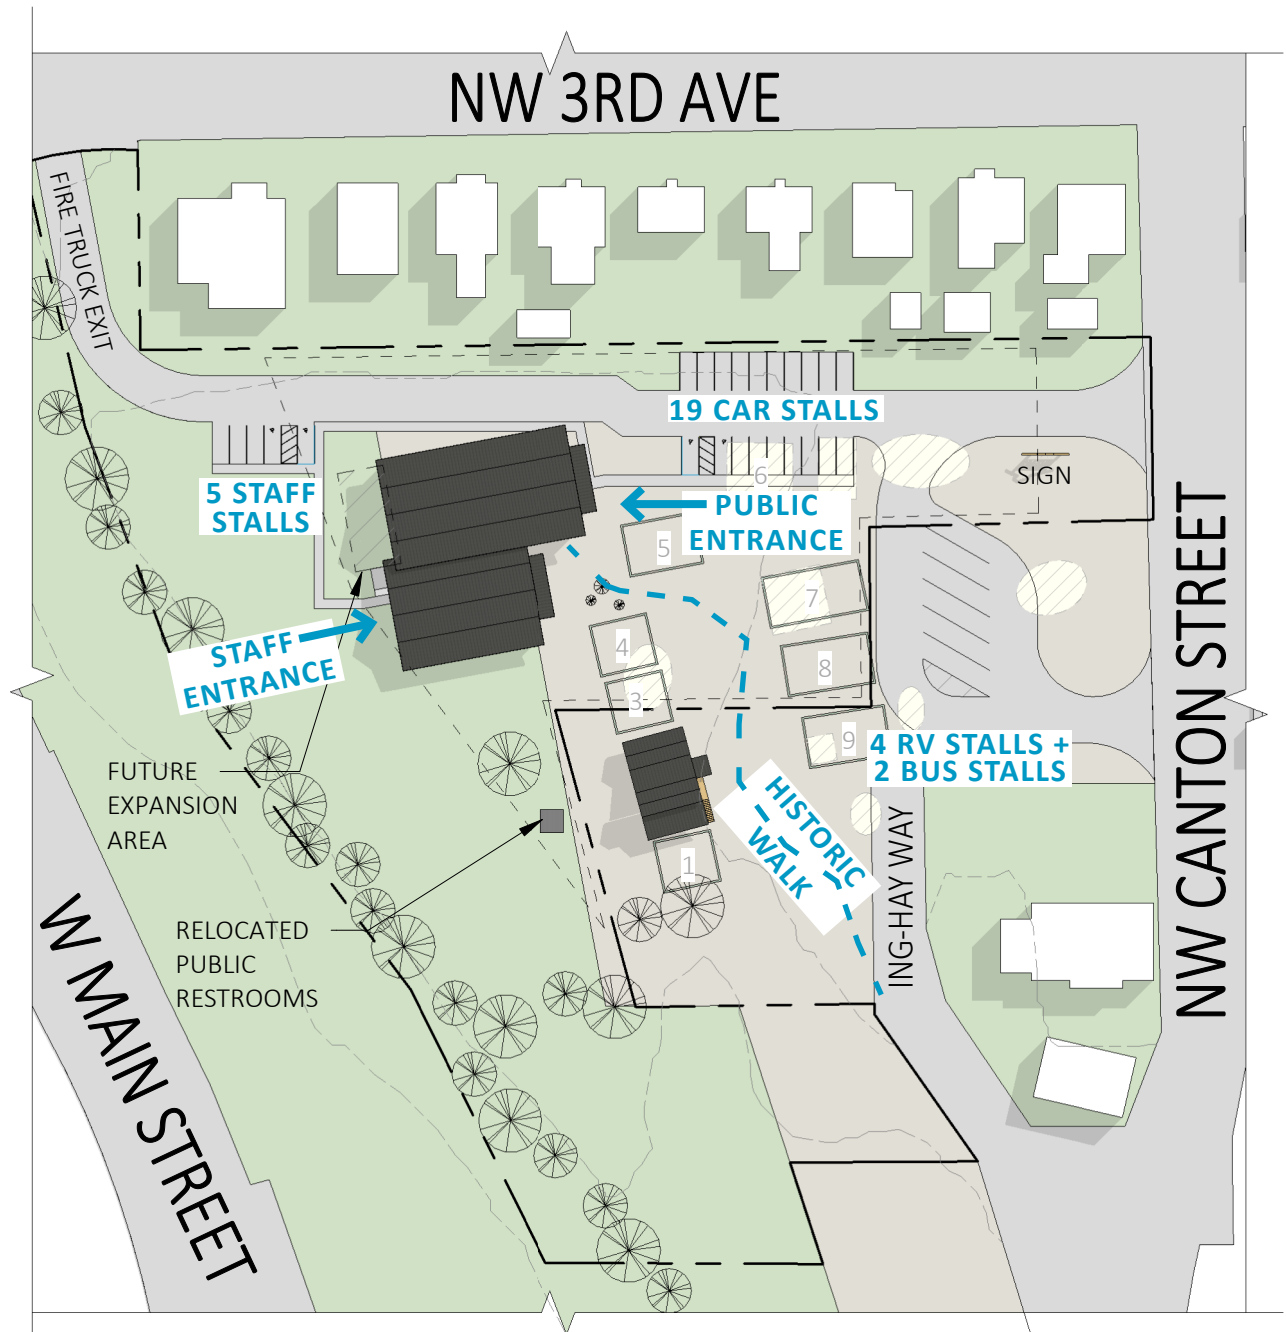 NW 3RD AVE
FIRE TRUCK EXIT
19 CAR STALLS
6
SIGN
5 STAFF
STALLS
PUBLIC
ENTRANCE
5
7
4
8
3
STAFF
ENTRANCE
9
4 RV STALLS +
2 BUS STALLS
FUTURE
EXPANSION
AREA
HISTORIC
WALK
1
RELOCATED
PUBLIC
RESTROOMS
ING-HAY WAY
NW CANTON STREET
W MAIN STREET